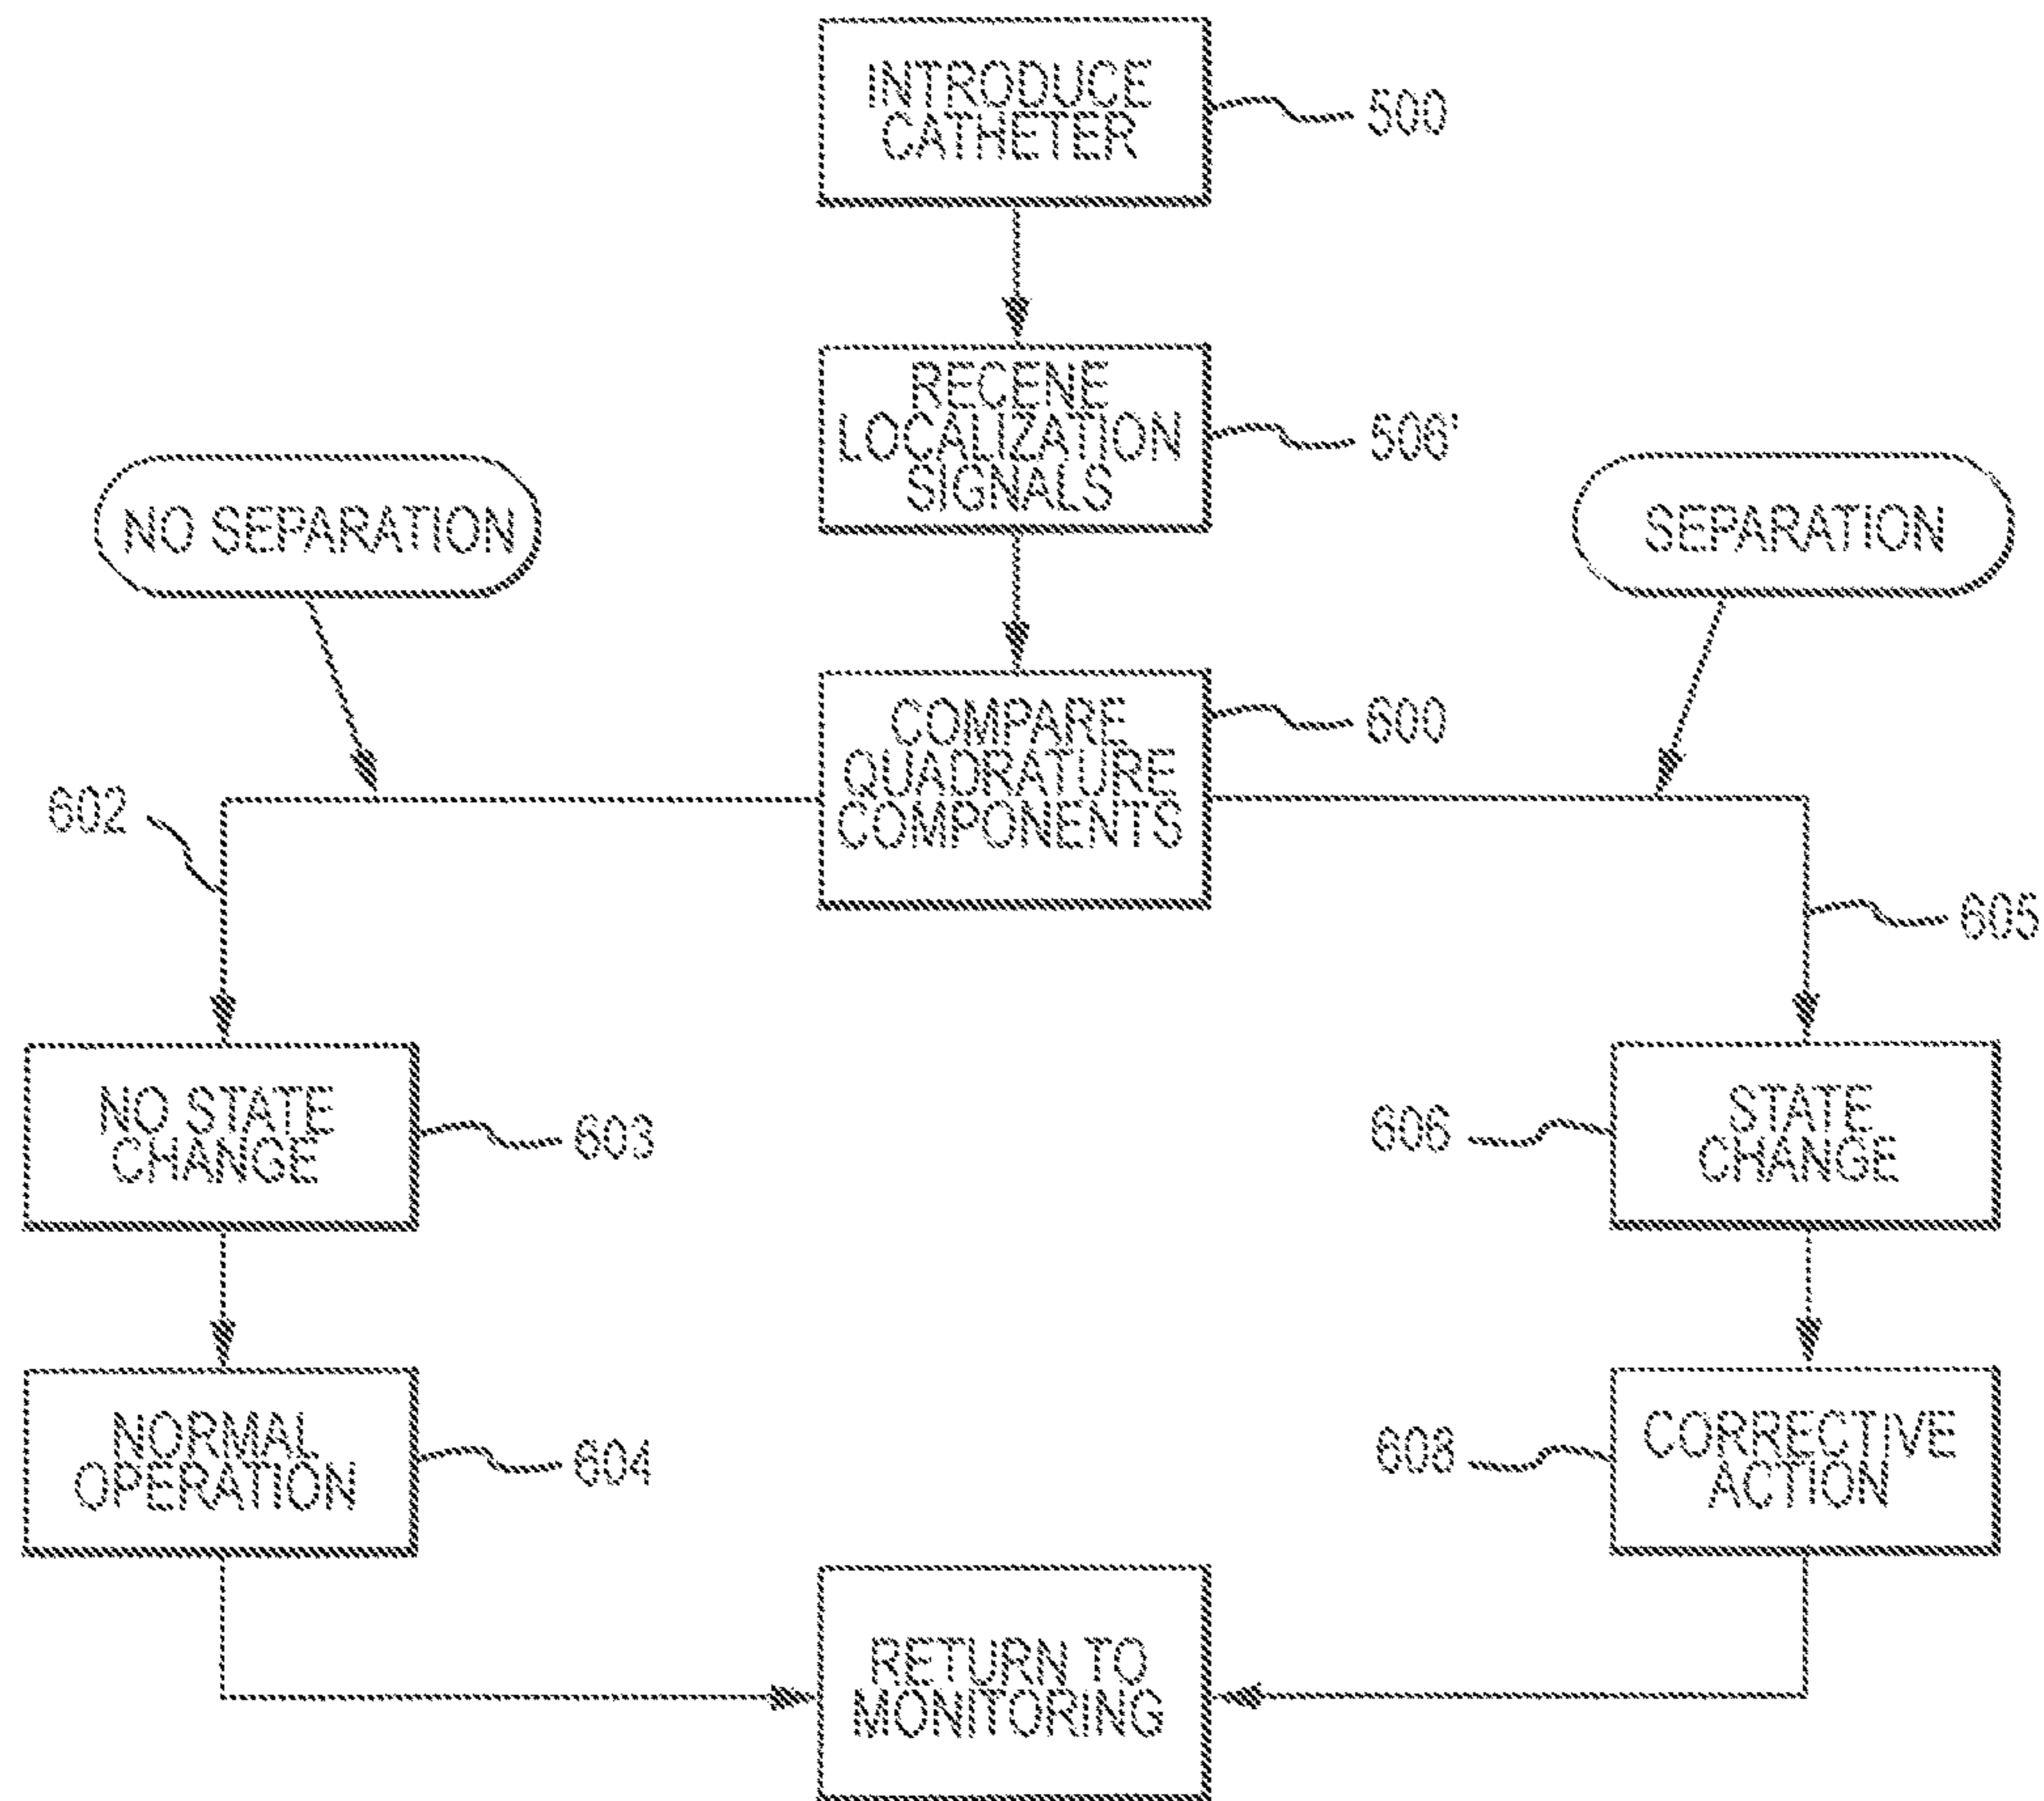 INTRODUCE
CATHETER
500
RECENE
LOCALIZATION
SIGNALS
506'
NO SEPARATION
SEPARATION
COMPARE
QUADRATURE
COMPONENTS
600
602
605
NO STATE
CHANGE
603
606
STATE
CHANGE
NORMAL
OPERATION
604
608
CORRECTIVE
ACTION
RETURN TO
MONITORING